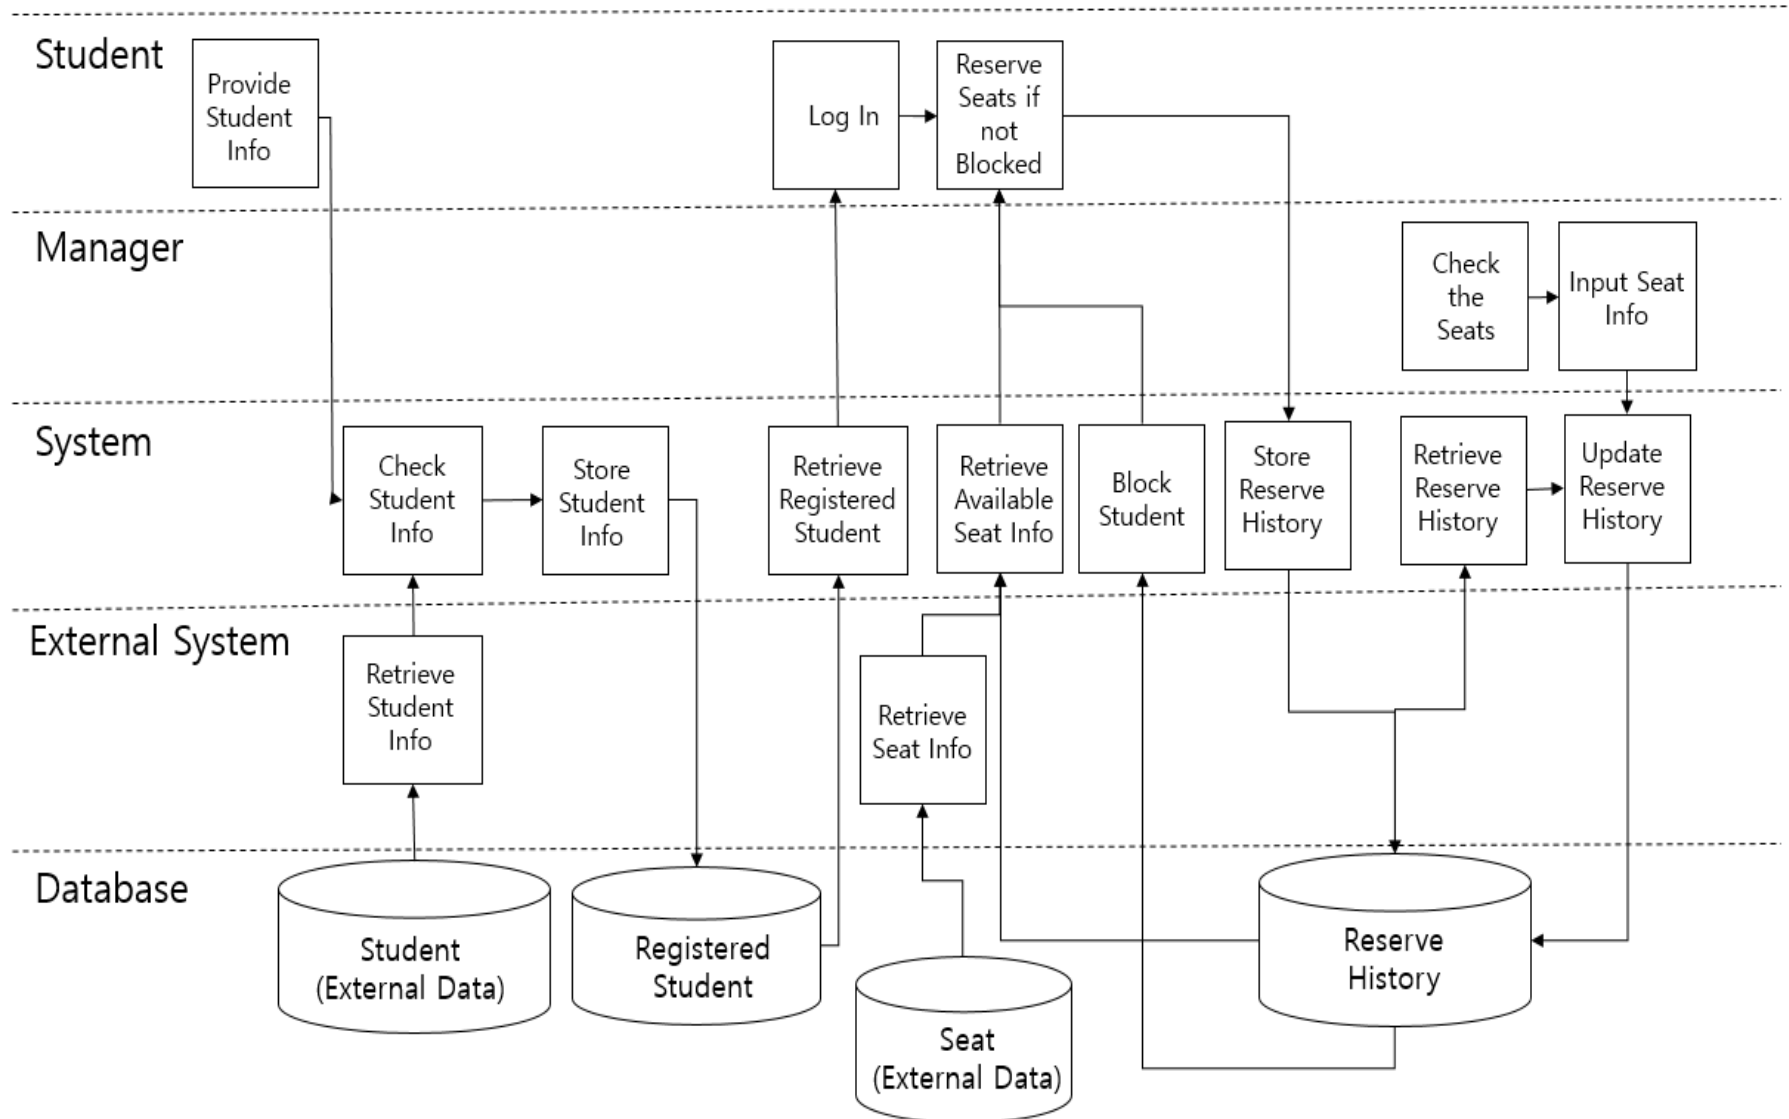 Student
Provide
Student
Info
Log In
Reserve
Seats if
not
Blocked
Manager
Check
the
Seats
Input Seat
Info
System
Check
Student
Info
Store
Student
Info
Retrieve
Registered
Student
Retrieve
Available
Seat Info
Block
Student
Store
Reserve
History
Retrieve
Reserve
History
Update
Reserve
History
External System
Retrieve
Student
Info
Retrieve
Seat Info
Database
Student
(External Data)
Registered
Student
Seat
(External Data)
Reserve
History